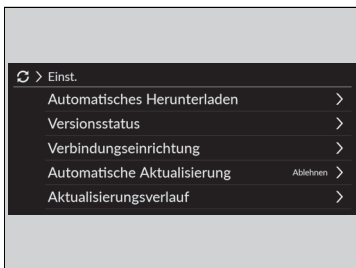 Einst.
Automatisches Herunterladen
Versionsstatus
Verbindungseinrichtung
Automatische Aktualisierung Ablehnen
Aktualisierungsverlauf